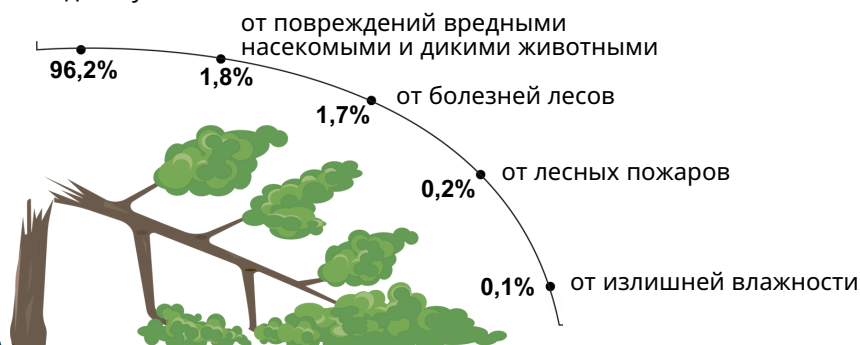 от повреждений вредными
насекомыми и дикими животными
96,2%
1,8%
от болезней лесов
1,7%
от лесных пожаров
0,2%
0,1%
от излишней влажности